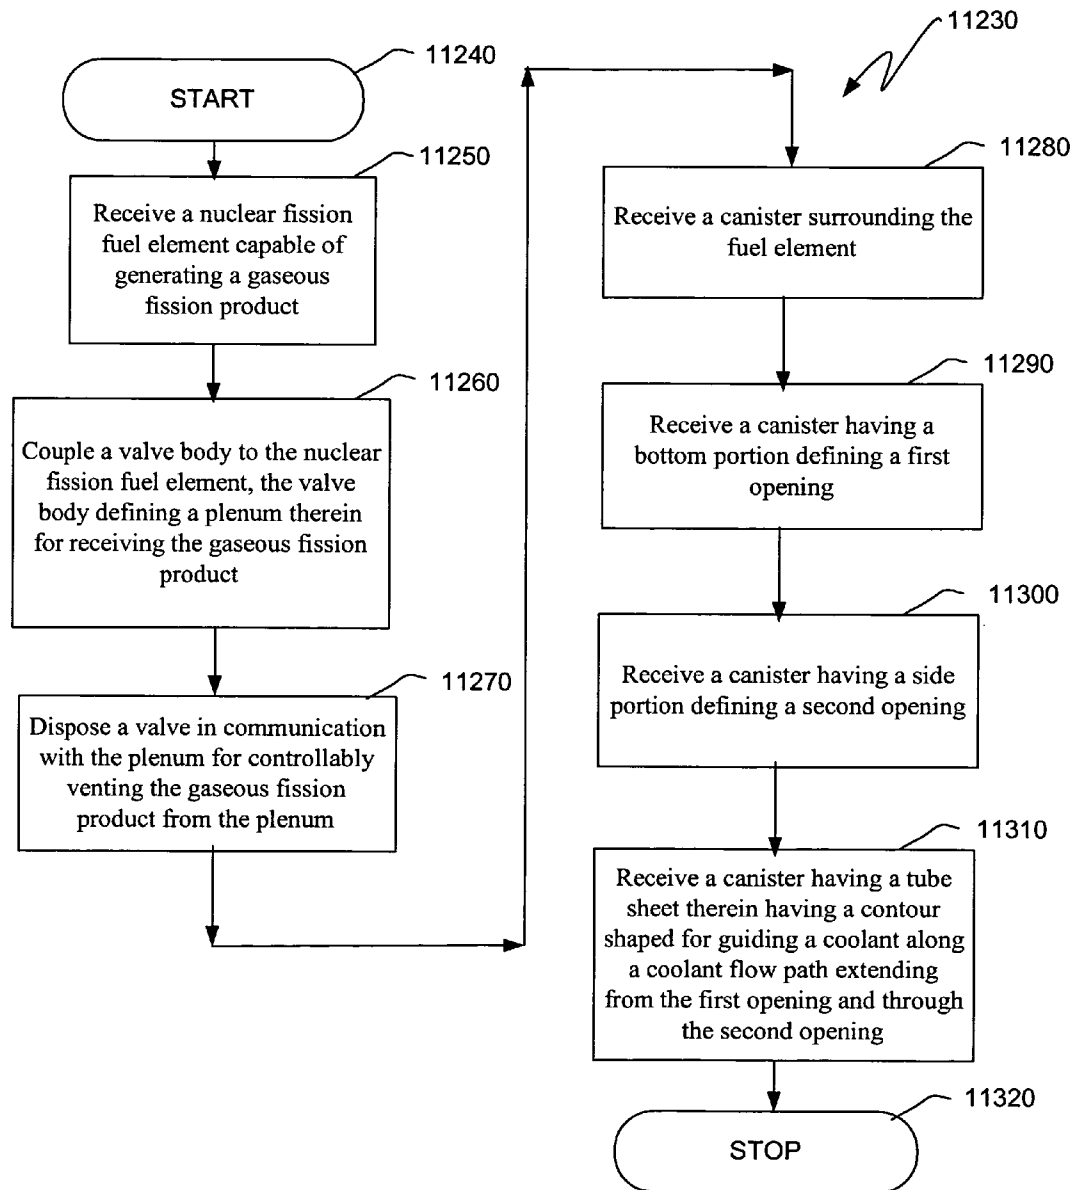 11240
START
11250
Receive a nuclear fission
fuel element capable of
generating a gaseous
fission product
11260
Couple a valve body to the nuclear
fission fuel element, the valve
body defining a plenum therein
for receiving the gaseous fission
product
11270
Dispose a valve in communication
with the plenum for controllably
venting the gaseous fission
product from the plenum
11230
11280
Receive a canister surrounding the
fuel element
11290
Receive a canister having a
bottom portion defining a first
opening
11300
Receive a canister having a side
portion defining a second opening
11310
Receive a canister having a tube
sheet therein having a contour
shaped for guiding a coolant along
a coolant flow path extending
from the first opening and through
the second opening
11320
STOP